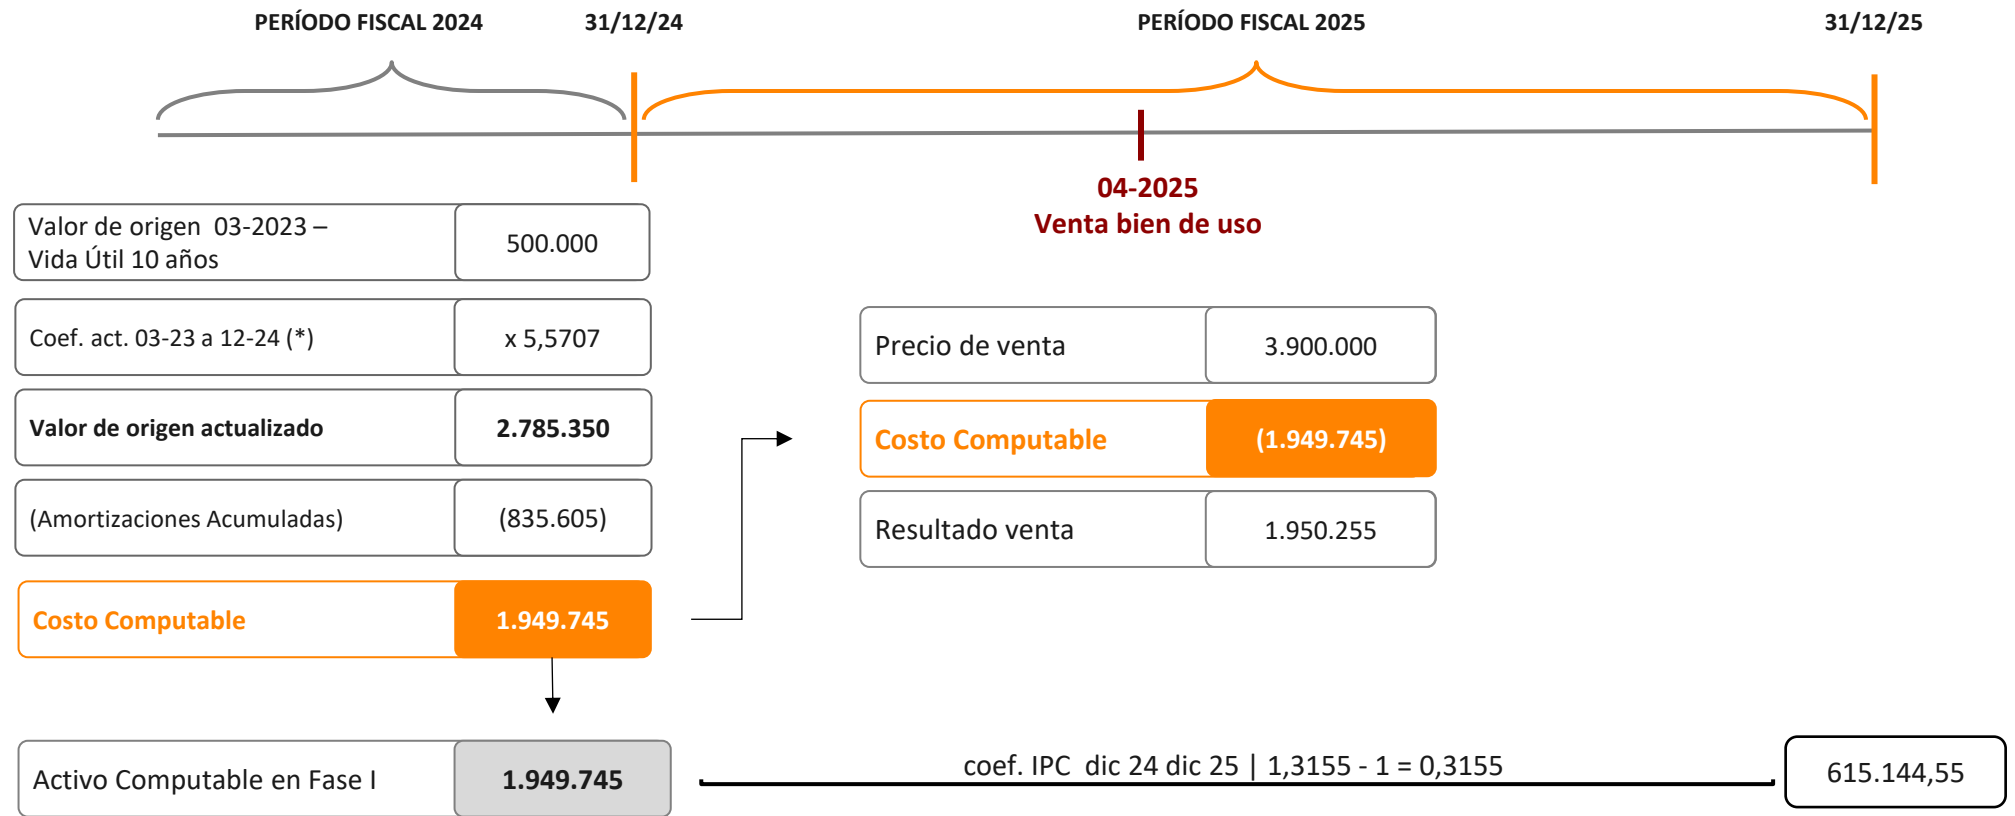 PERÍODO FISCAL 2024
31/12/24
PERÍODO FISCAL 2025
31/12/25
04-2025
Venta bien de uso
Valor de origen 03-2023 –
Vida Útil 10 años
500.000
Coef. act. 03-23 a 12-24 (*)
x 5,5707
Valor de origen actualizado
2.785.350
(Amortizaciones Acumuladas)
(835.605)
Costo Computable
1.949.745
Precio de venta
3.900.000
Costo Computable
(1.949.745)
Resultado venta
1.950.255
Activo Computable en Fase I
1.949.745
coef. IPC dic 24 dic 25 | 1,3155 - 1 = 0,3155
615.144,55